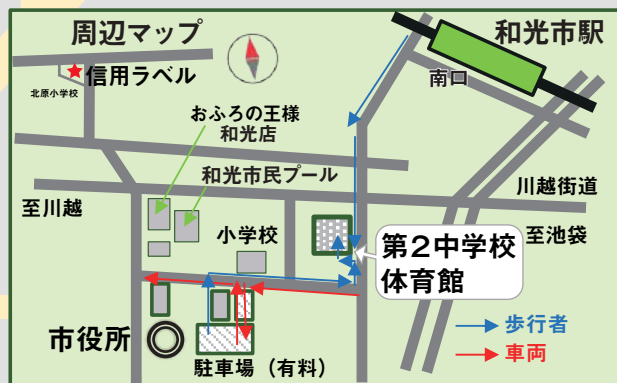 周辺マップ
和光市駅
南口
信用ラベル
北原小学校
おふろの王様
和光店
和光市民プール
川越街道
至川越
小学校
第2中学校
体育館
至池袋
市役所
駐車場（有料）
歩行者
車両